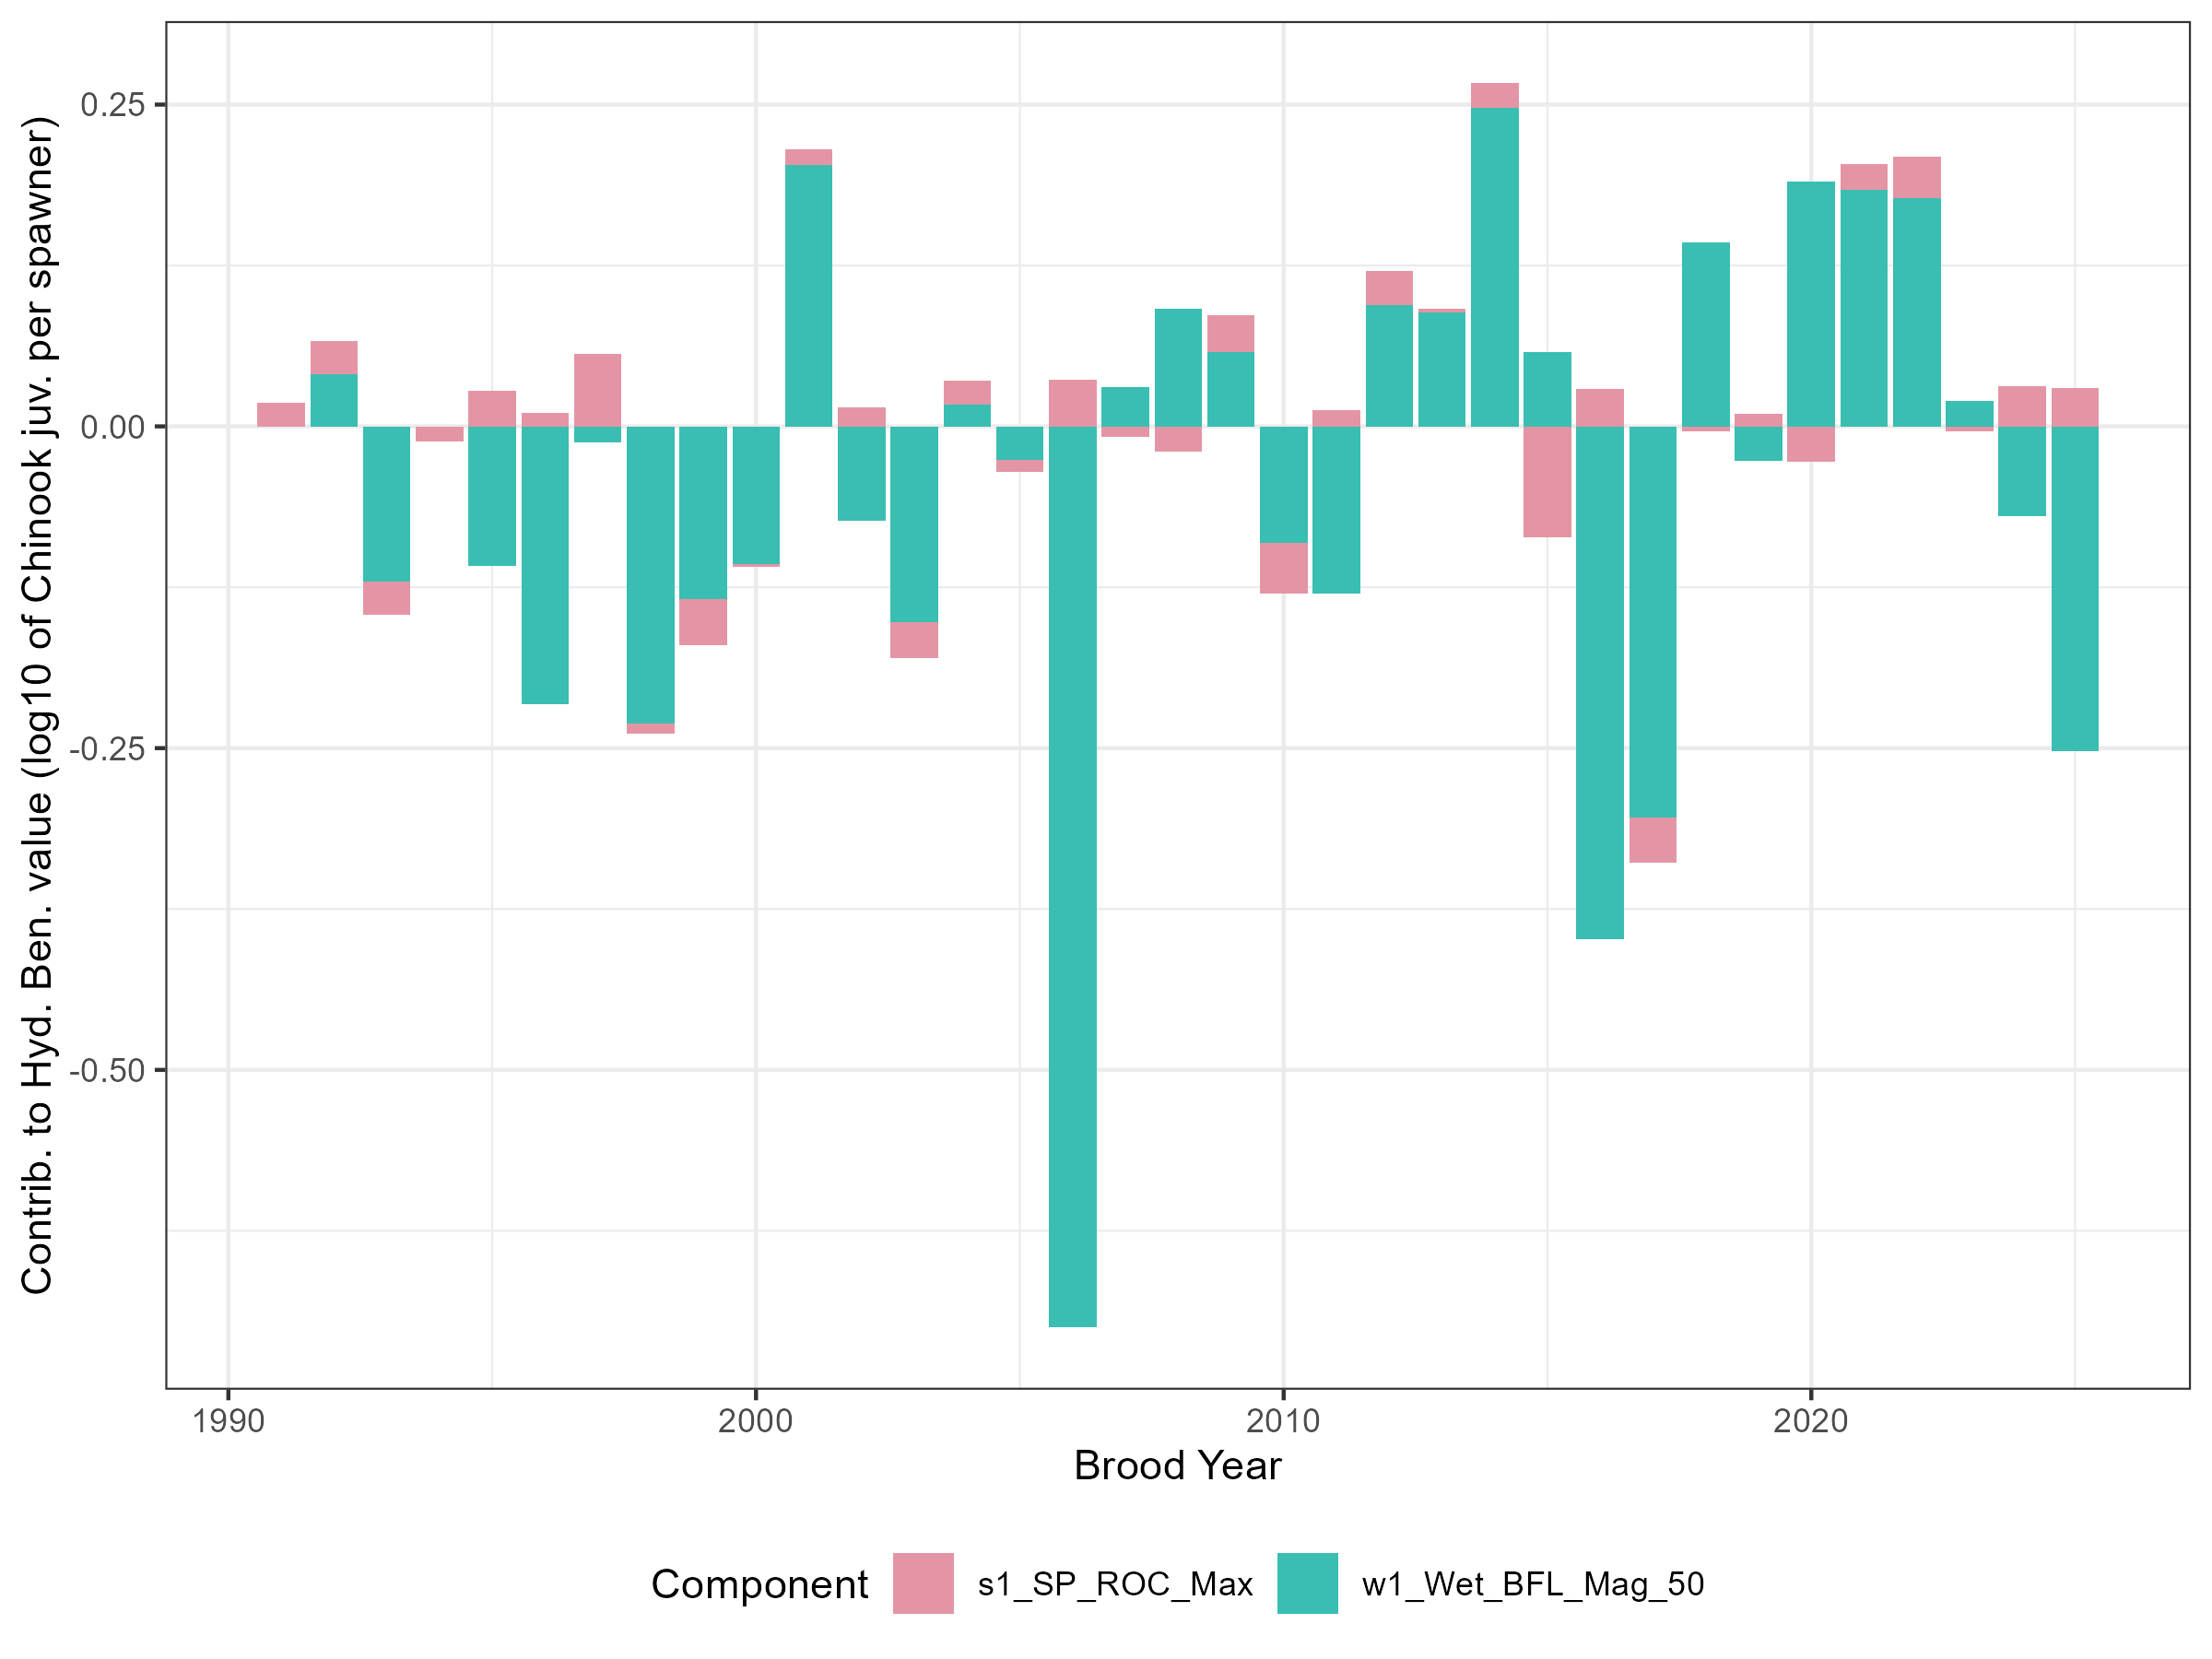 Contrib. to Hyd. Ben. value (log10 of Chinook juv. per spawner)
0.25
0.00
-0.25
-0.50
1990 2000 2010 2020
Brood Year
Component s1_SP_ROC_Max w1_Wet_BFL_Mag_50